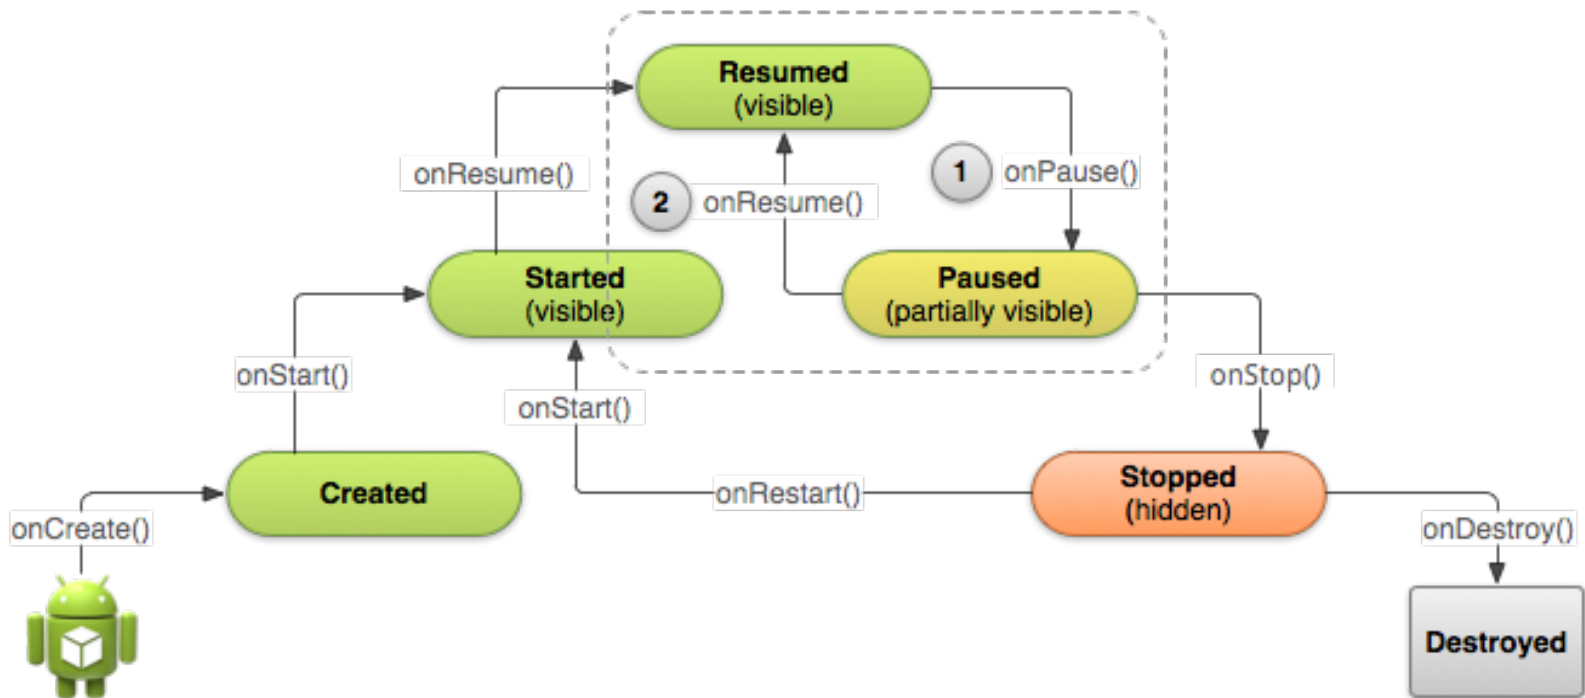 Resumed
(visible)
onResume()
1
onPause()
2
onResume()
Started
(visible)
Paused
(partially visible)
onStart()
onStop()
onStart()
Created
onRestart()
Stopped
(hidden)
onCreate()
onDestroy()
Destroyed